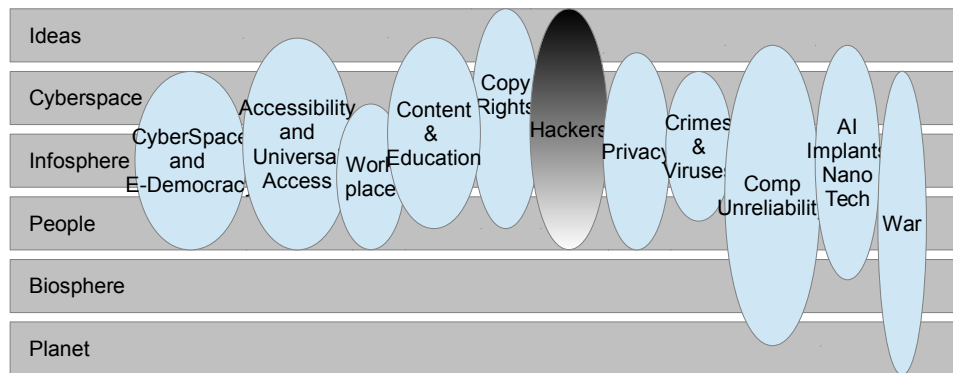 Ideas
Cyberspace
Infosphere
People
Biosphere
Planet
CyberSpace
and
E-Democracy
Accessibility
and
Universal
Access
Work
place
Content
&
Education
Copy
Rights
Hackers
Privacy
Crimes
&
Viruses
Comp
Unreliability
AI
Implants
Nano
Tech
War